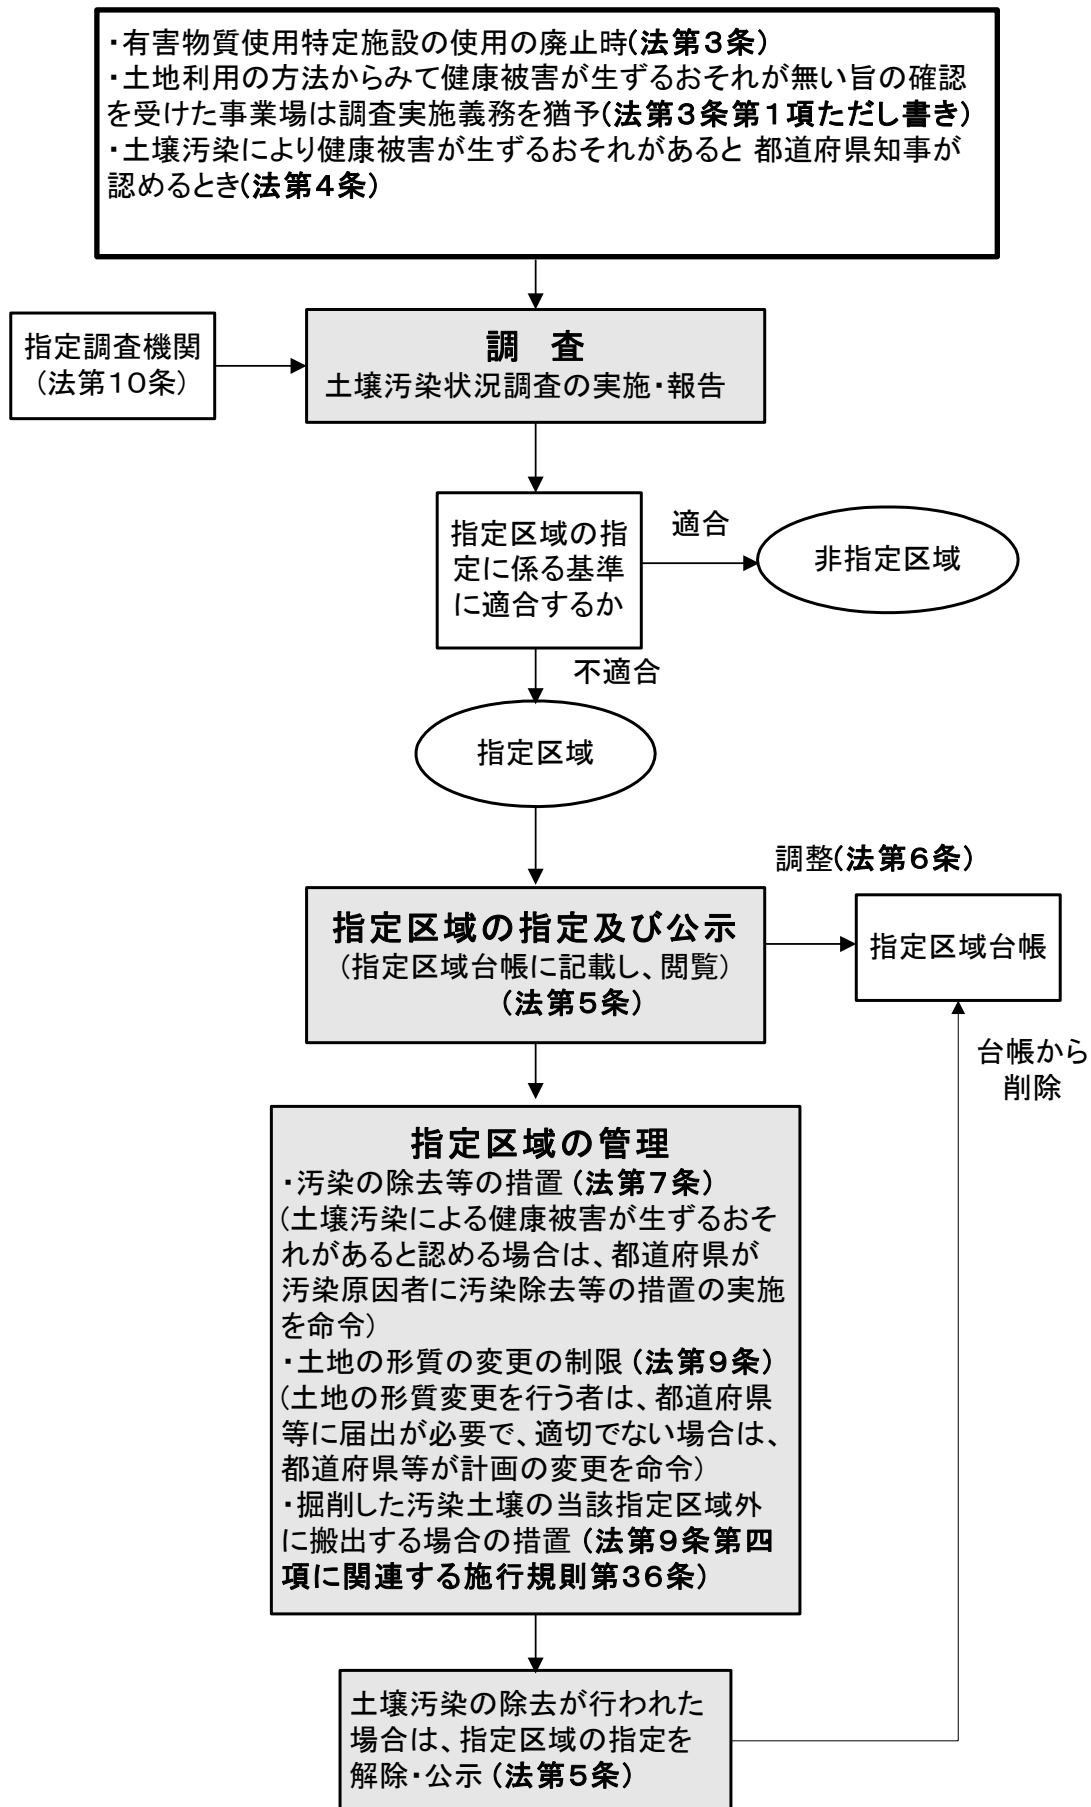 ・有害物質使用特定施設の使用の廃止時(法第３条)
・土地利用の方法からみて健康被害が生ずるおそれが無い旨の確認
を受けた事業場は調査実施義務を猶予(法第３条第１項ただし書き)
・土壌汚染により健康被害が生ずるおそれがあると 都道府県知事が
認めるとき(法第４条)
指定調査機関
(法第１０条)
調　査
土壌汚染状況調査の実施・報告
指定区域の指
定に係る基準
に適合するか
適合
非指定区域
不適合
指定区域
調整(法第６条)
指定区域の指定及び公示
(指定区域台帳に記載し、閲覧)
(法第５条)
指定区域台帳
台帳から
削除
指定区域の管理
・汚染の除去等の措置 (法第７条)
(土壌汚染による健康被害が生ずるおそ
れがあると認める場合は、都道府県が
汚染原因者に汚染除去等の措置の実施
を命令)
・土地の形質の変更の制限 (法第９条)
(土地の形質変更を行う者は、都道府県
等に届出が必要で、適切でない場合は、
都道府県等が計画の変更を命令)
・掘削した汚染土壌の当該指定区域外
に搬出する場合の措置 (法第９条第四
項に関連する施行規則第３６条)
土壌汚染の除去が行われた
場合は、指定区域の指定を
解除・公示 (法第５条)